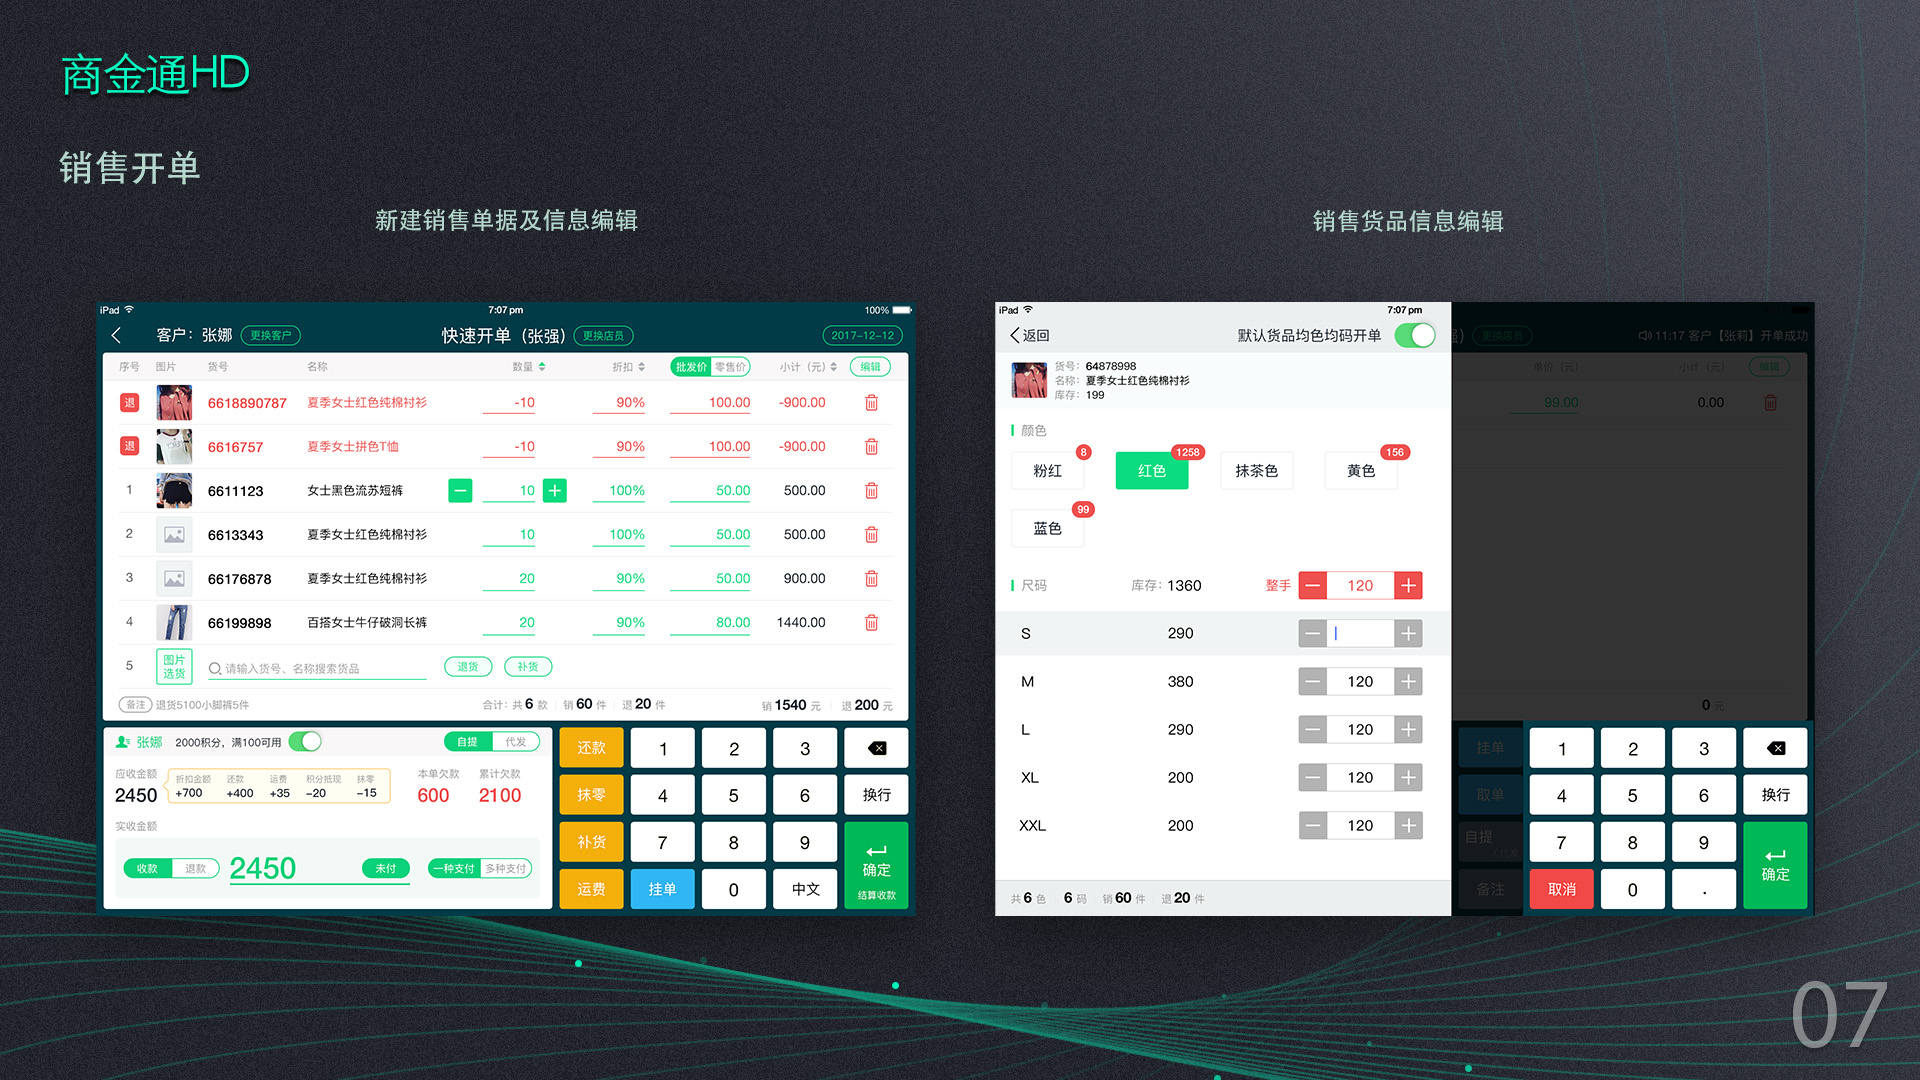 商金通HD
销售开单
新建销售单据及信息编辑
销售货品信息编辑
iPad 7:07 pm 100%
客户：张娜 更换客户 快速开单（张强） 更换店员 2017-12-12
序号 图片 货号 名称 数量 折扣 批发价 零售价 小计（元） 编辑
退 6618890787 夏季女士红色纯棉衬衫 -10 90% 100.00 -900.00
退 6616757 夏季女士拼色T恤 -10 90% 100.00 -900.00
1 6611123 女士黑色流苏短裤 10 100% 50.00 500.00
2 6613343 夏季女士红色纯棉衬衫 10 100% 50.00 500.00
3 66176878 夏季女士红色纯棉衬衫 20 90% 50.00 900.00
4 66199898 百搭女士牛仔破洞长裤 20 90% 80.00 1440.00
5 图片选货 请输入货号、名称搜索货品 退货 补货
备注 退货5100小脚裤5件 合计：共 6 款 销 60 件 退 20 件 销 1540 元 退 200 元
张娜 2000积分，满100可用 自提 代发
应收金额 折扣金额 还款 运费 积分抵现 抹零 本单欠款 累计欠款
2450 +700 +400 +35 -20 -15 600 2100
实收金额
收款 退款 2450 未付 一种支付 多种支付
还款 1 2 3
抹零 4 5 6 换行
补货 7 8 9 确定
运费 挂单 0 中文 结算收款
iPad 7:07 pm
返回 默认货品均色均码开单
强） 更换店员 11:17 客户【张莉】开单成功
货号：64878998
名称：夏季女士红色纯棉衬衫
库存：199
单价（元） 小计（元） 编辑
99.00 0.00
颜色
粉红 8 红色 1258 抹茶色 黄色 156
蓝色 99
尺码 库存：1360 整手 120
S 290
M 380 120
L 290 120
XL 200 120
XXL 200 120
共 6 色 6 码 销 60 件 退 20 件
0 元
挂单 1 2 3
取单 4 5 6 换行
自提 代发 7 8 9 确定
备注 取消 0 .
07